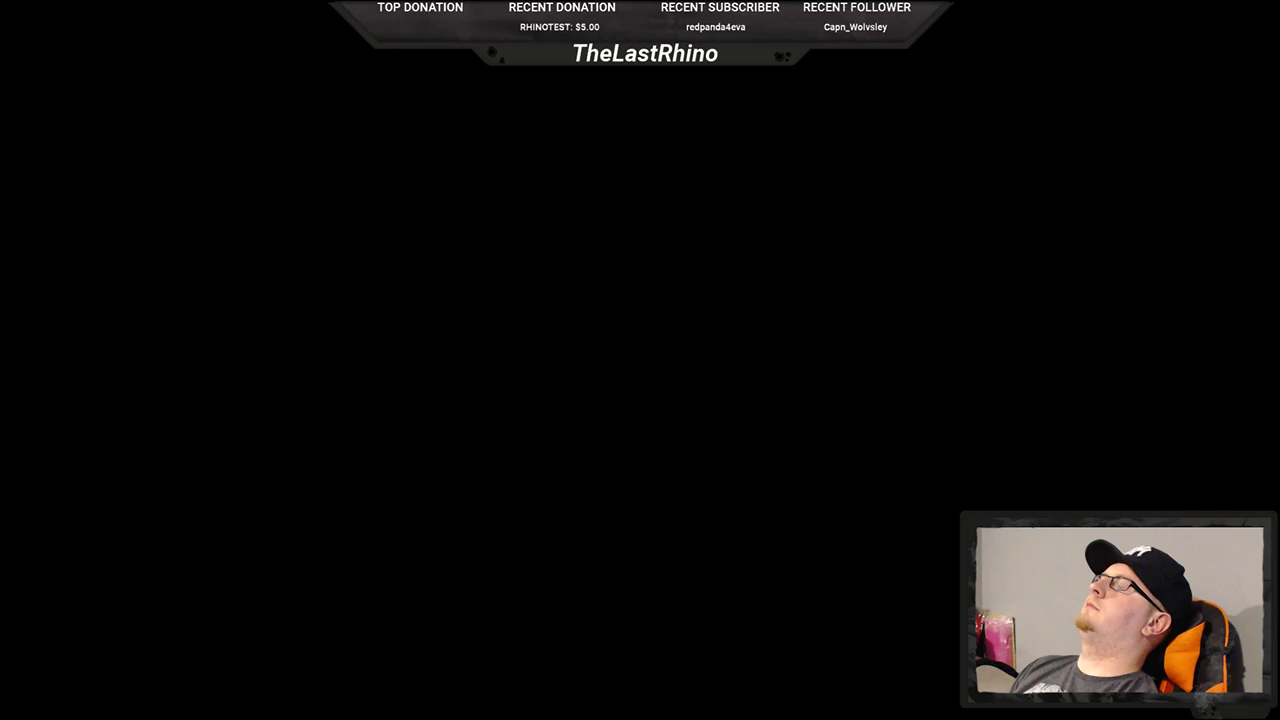 TOP DONATION RECENT DONATION RECENT SUBSCRIBER RECENT FOLLOWER
RHINOTEST: $5.00 redpanda4eva Capn_Wolvsley
TheLastRhino